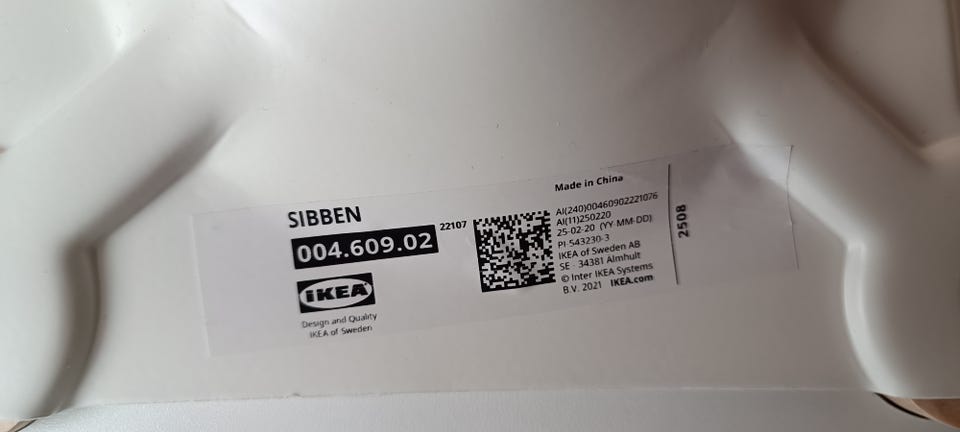 SIBBEN
004.609.02
22107
IKEA
Design and Quality
IKEA of Sweden
Made in China
AI(240)00460902221076
AI(11)250220
25-02-20 (YY-MM-DD)
PI-543230-3
IKEA of Sweden AB
SE - 34381 Älmhult
© Inter IKEA Systems
B.V. 2021 IKEA.com
2508